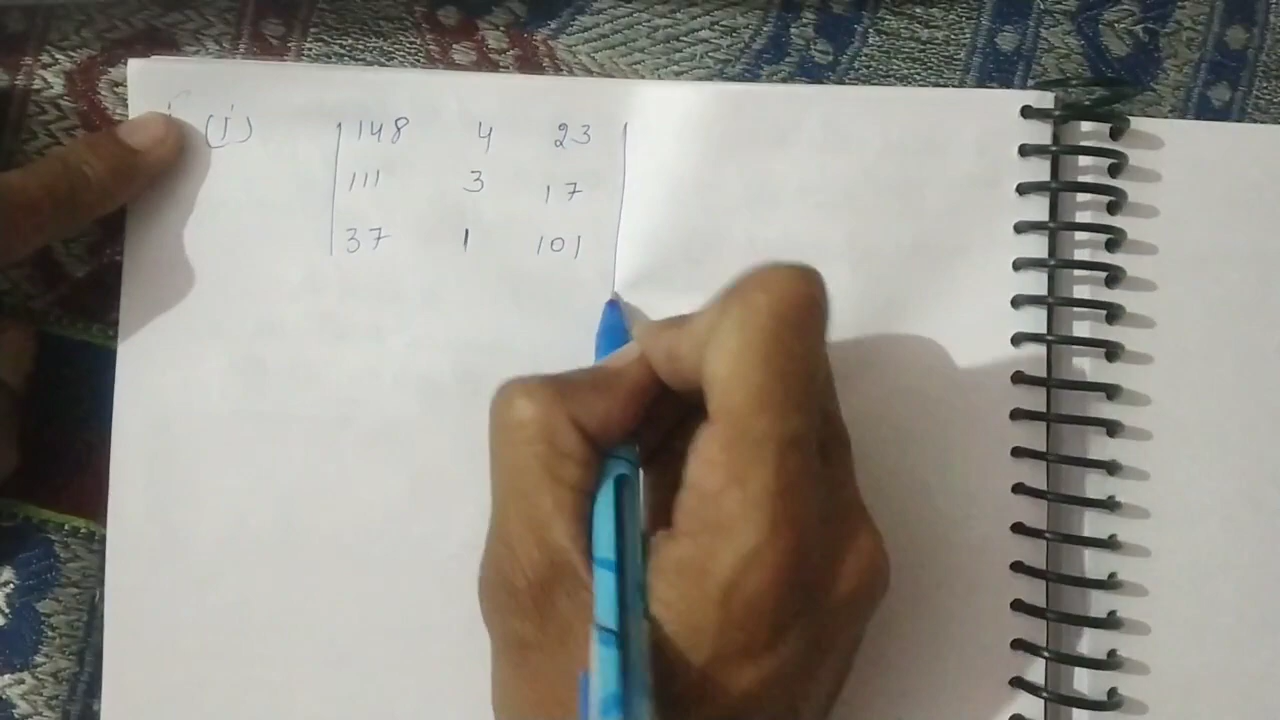 (i) | 148 4 23 |
| 111 3 17 |
| 37 1 101 |